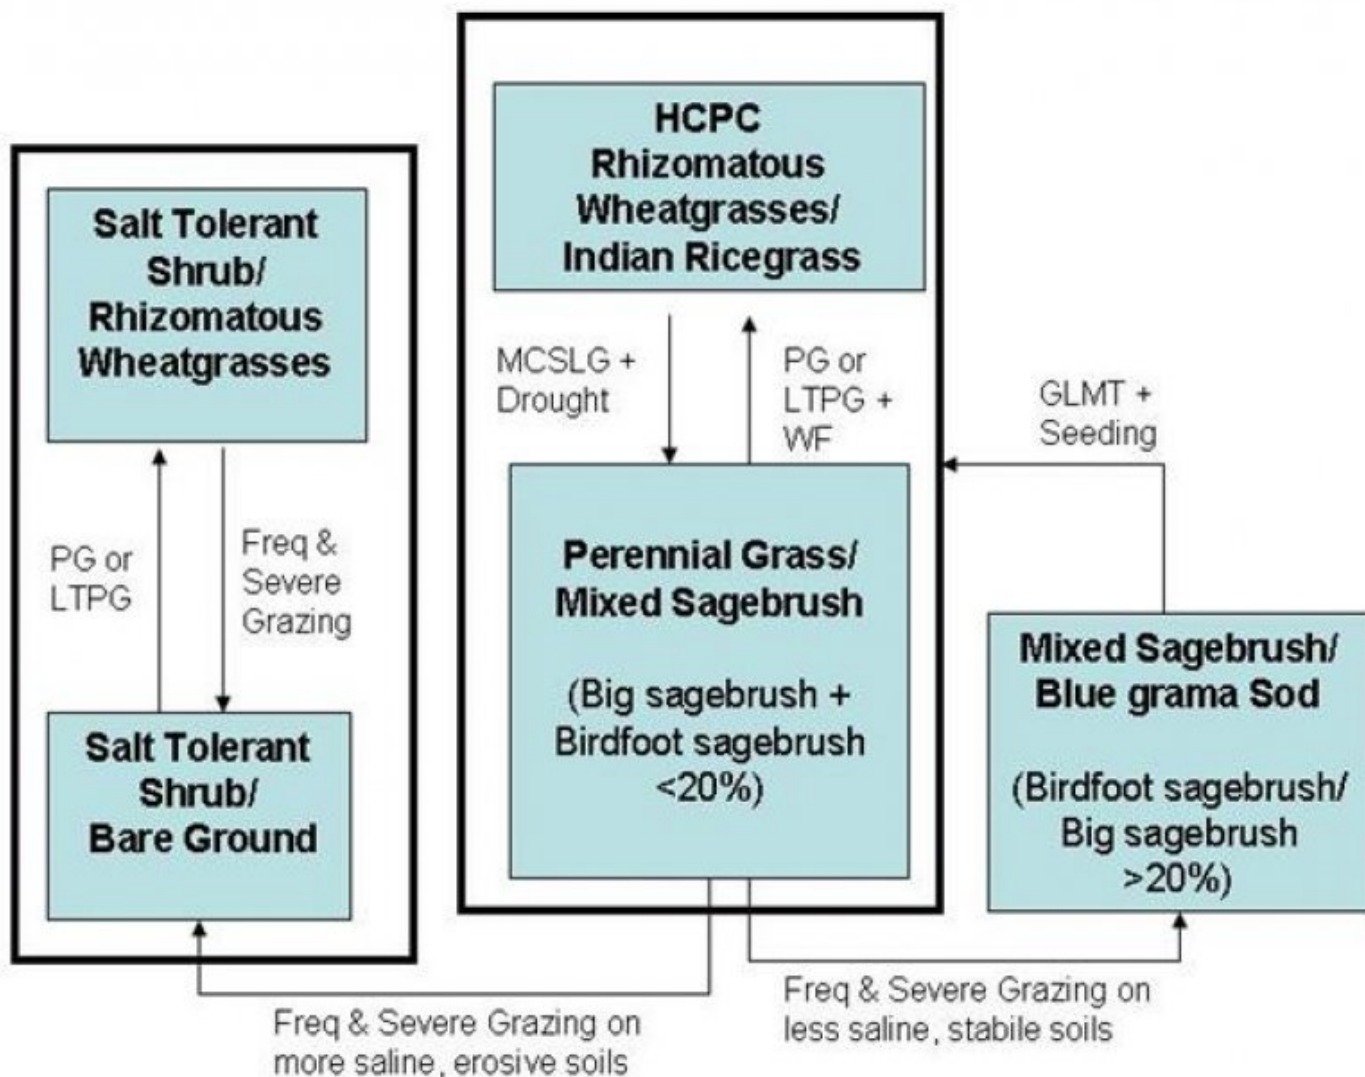 HCPC
Rhizomatous
Wheatgrasses/
Indian Ricegrass
Salt Tolerant
Shrub/
Rhizomatous
Wheatgrasses
MCSLG +
Drought
PG or
LTPG +
WF
GLMT +
Seeding
PG or
LTPG
Freq &
Severe
Grazing
Perennial Grass/
Mixed Sagebrush
(Big sagebrush +
Birdfoot sagebrush
<20%)
Mixed Sagebrush/
Blue grama Sod
(Birdfoot sagebrush/
Big sagebrush
>20%)
Salt Tolerant
Shrub/
Bare Ground
Freq & Severe Grazing on
more saline, erosive soils
Freq & Severe Grazing on
less saline, stabile soils